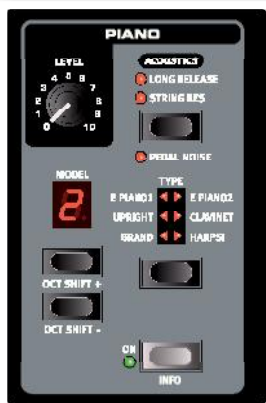 PIANO
LEVEL
0 1 2 3 4 5 6 7 8 9 10
ACOUSTICS
LONG RELEASE
STRING RES
PEDAL NOISE
MODEL
2
TYPE
E PIANO1 E PIANO2
UPRIGHT CLAVINET
GRAND HARPSI
OCT SHIFT +
OCT SHIFT -
ON
INFO